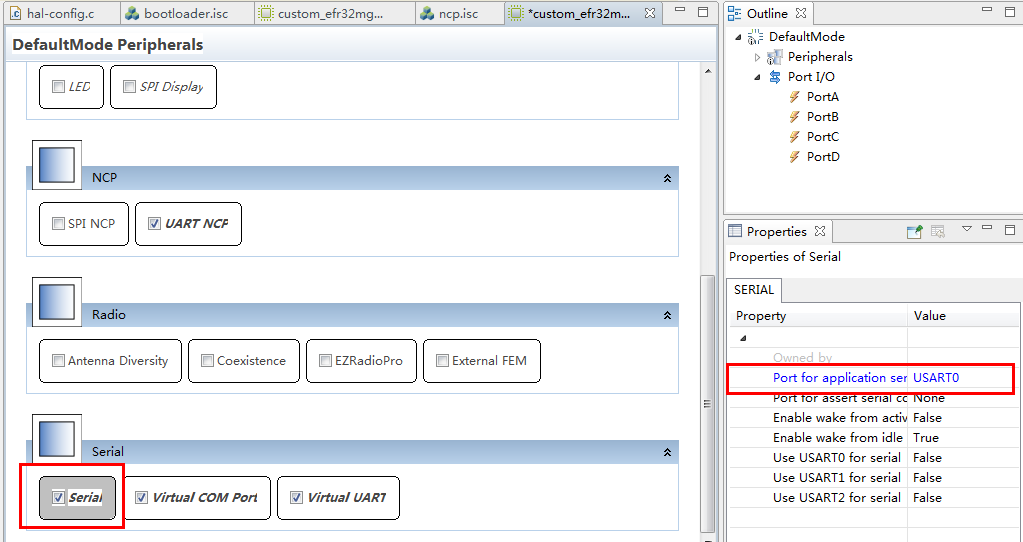 hal-config.c
bootloader.isc
custom_efr32mg...
ncp.isc
*custom_efr32m...
DefaultMode Peripherals
LED
SPI Display
NCP
SPI NCP
UART NCP
Radio
Antenna Diversity
Coexistence
EZRadioPro
External FEM
Serial
Serial
Virtual COM Port
Virtual UART
Outline
DefaultMode
Peripherals
Port I/O
PortA
PortB
PortC
PortD
Properties
Properties of Serial
SERIAL
Property Value
Owned by
Port for application ser USART0
Port for assert serial co None
Enable wake from activ False
Enable wake from idle True
Use USART0 for serial False
Use USART1 for serial False
Use USART2 for serial False